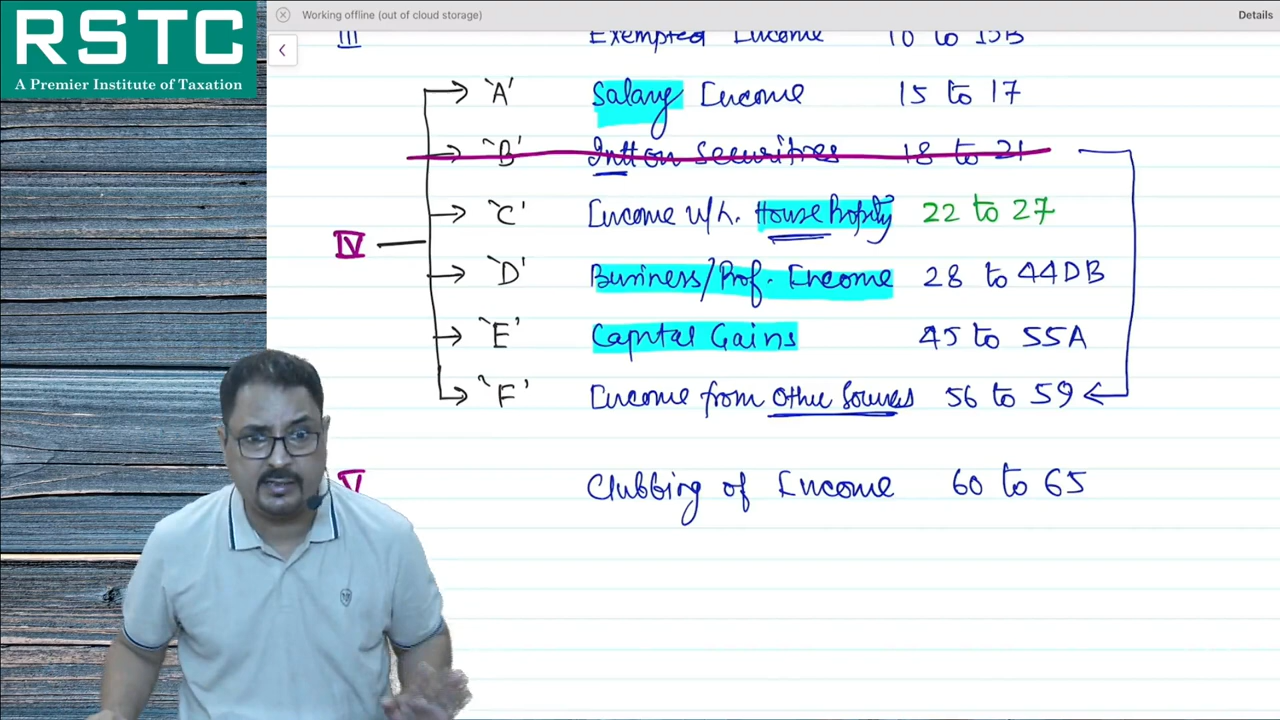 RSTC
A Premier Institute of Taxation
Working offline (out of cloud storage)
Details
III Exempted Income 10 to 13B
`A' Salary Income 15 to 17
`B' Intt on Securities 18 to 21
`C' Income u/h. House Property 22 to 27
IV
`D' Business/Prof. Income 28 to 44DB
`E' Capital Gains 45 to 55A
`F' Income from Other Sources 56 to 59
V Clubbing of Income 60 to 65